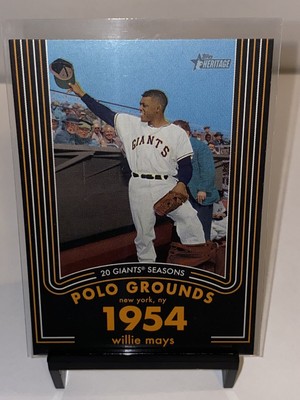 Topps
HERITAGE
GIANTS
20 GIANTS® SEASONS
POLO GROUNDS
new york, ny
1954
willie mays